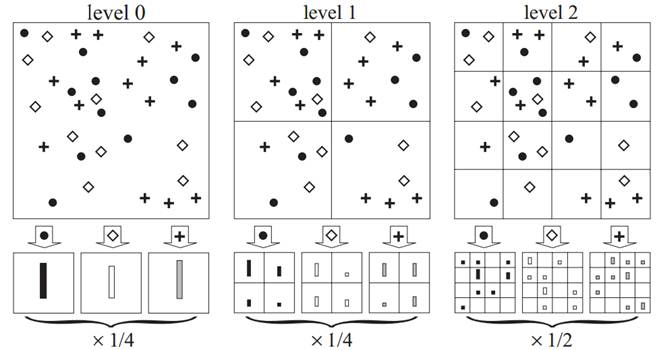 level 0 level 1 level 2
× 1/4 × 1/4 × 1/2